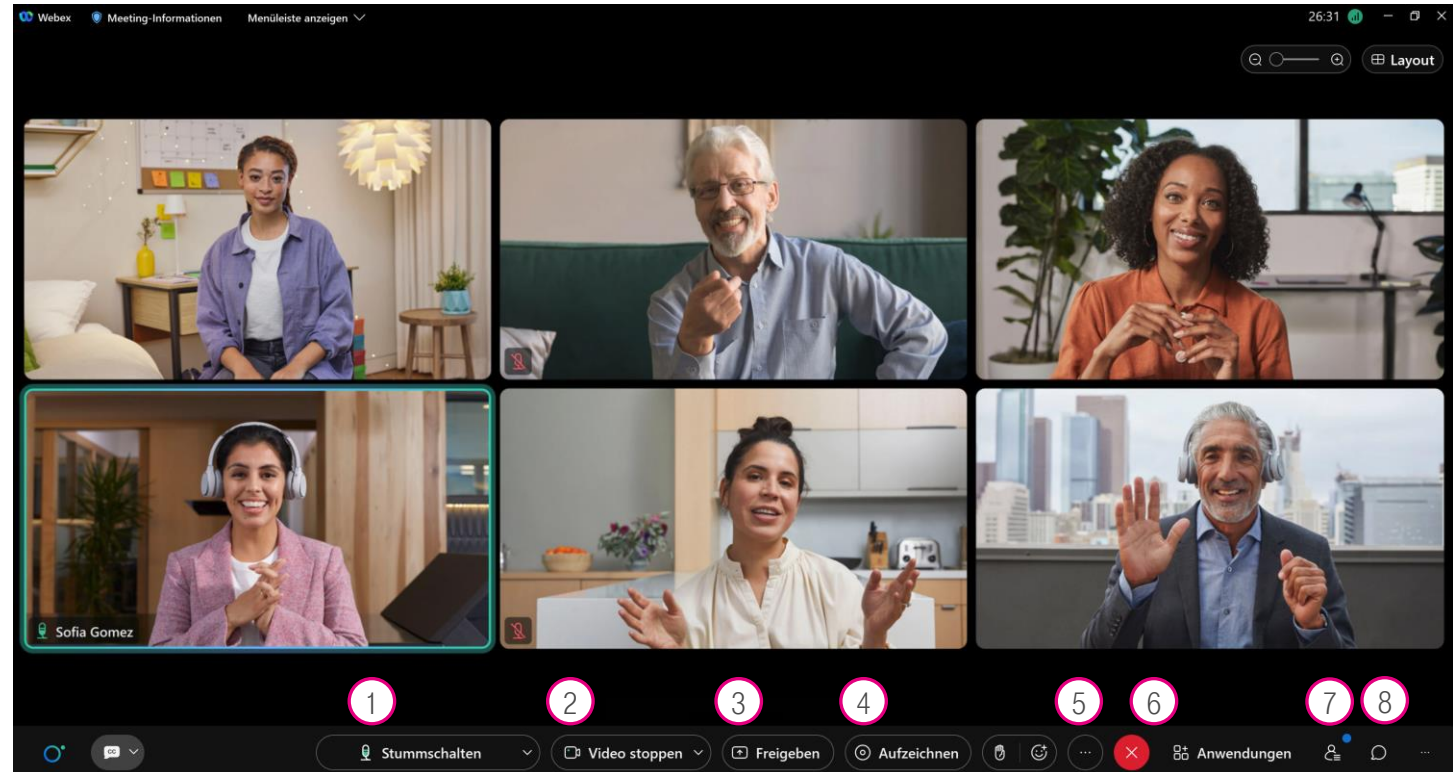 Webex Meeting-Informationen Menüleiste anzeigen 26:31
Layout
Sofia Gomez
1 2 3 4 5 6 7 8
CC Stummschalten Video stoppen Freigeben Aufzeichnen Anwendungen